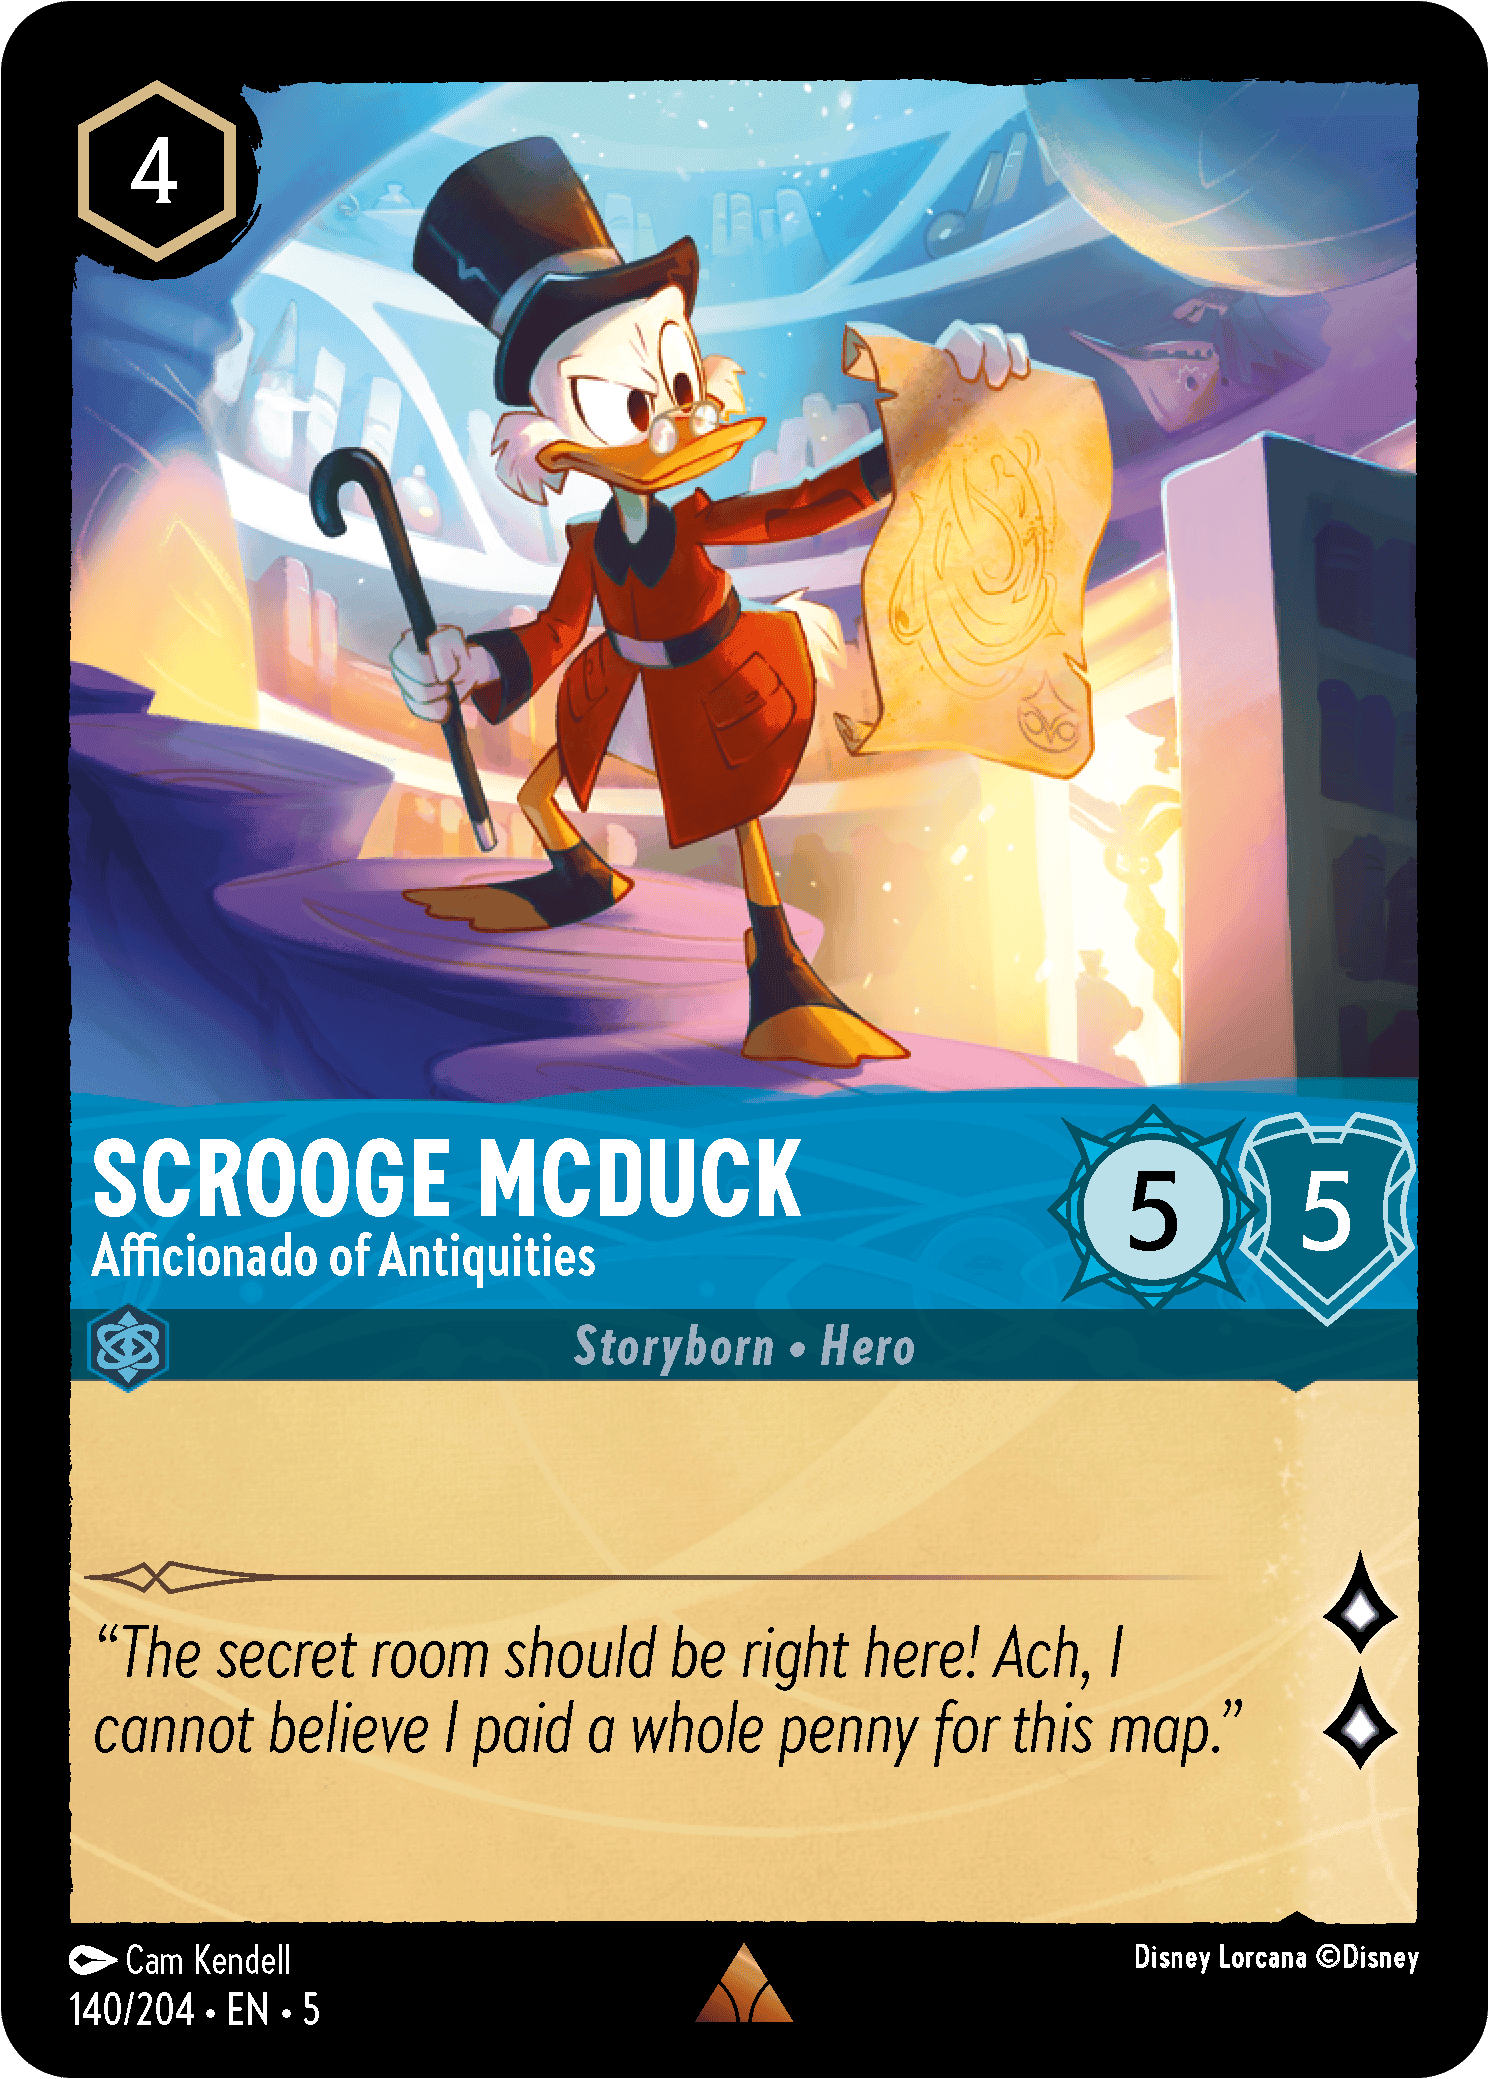 4
SCROOGE MCDUCK
Afficionado of Antiquities
5 5
Storyborn • Hero
“The secret room should be right here! Ach, I
cannot believe I paid a whole penny for this map.”
Cam Kendell
Disney Lorcana ©Disney
140/204 • EN • 5